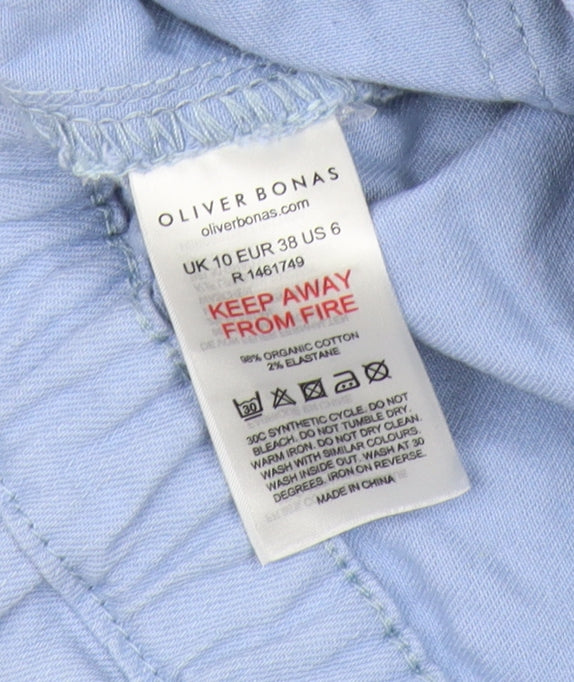 OLIVER BONAS
oliverbonas.com
UK 10 EUR 38 US 6
R 1461749
KEEP AWAY
FROM FIRE
98% ORGANIC COTTON
2% ELASTANE
30
30C SYNTHETIC CYCLE. DO NOT
BLEACH. DO NOT TUMBLE DRY.
WARM IRON. DO NOT DRY CLEAN.
WASH WITH SIMILAR COLOURS.
WASH INSIDE OUT. WASH AT 30
DEGREES. IRON ON REVERSE.
MADE IN CHINA